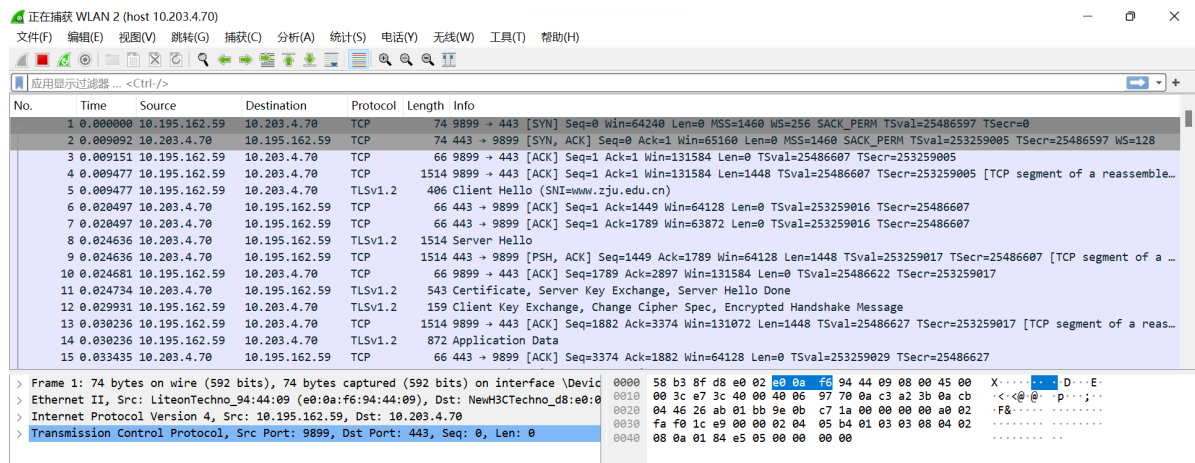 正在捕获 WLAN 2 (host 10.203.4.70)
文件(F) 编辑(E) 视图(V) 跳转(G) 捕获(C) 分析(A) 统计(S) 电话(Y) 无线(W) 工具(T) 帮助(H)
应用显示过滤器 … <Ctrl-/>
No. Time Source Destination Protocol Length Info
1 0.000000 10.195.162.59 10.203.4.70 TCP 74 9899 → 443 [SYN] Seq=0 Win=64240 Len=0 MSS=1460 WS=256 SACK_PERM TSval=25486597 TSecr=0
2 0.009092 10.203.4.70 10.195.162.59 TCP 74 443 → 9899 [SYN, ACK] Seq=0 Ack=1 Win=65160 Len=0 MSS=1460 SACK_PERM TSval=253259005 TSecr=25486597 WS=128
3 0.009151 10.195.162.59 10.203.4.70 TCP 66 9899 → 443 [ACK] Seq=1 Ack=1 Win=131584 Len=0 TSval=25486607 TSecr=253259005
4 0.009477 10.195.162.59 10.203.4.70 TCP 1514 9899 → 443 [ACK] Seq=1 Ack=1 Win=131584 Len=1448 TSval=25486607 TSecr=253259005 [TCP segment of a reassemble…
5 0.009477 10.195.162.59 10.203.4.70 TLSv1.2 406 Client Hello (SNI=www.zju.edu.cn)
6 0.020497 10.203.4.70 10.195.162.59 TCP 66 443 → 9899 [ACK] Seq=1 Ack=1449 Win=64128 Len=0 TSval=253259016 TSecr=25486607
7 0.020497 10.203.4.70 10.195.162.59 TCP 66 443 → 9899 [ACK] Seq=1 Ack=1789 Win=63872 Len=0 TSval=253259016 TSecr=25486607
8 0.024636 10.203.4.70 10.195.162.59 TLSv1.2 1514 Server Hello
9 0.024636 10.203.4.70 10.195.162.59 TCP 1514 443 → 9899 [PSH, ACK] Seq=1449 Ack=1789 Win=64128 Len=1448 TSval=253259017 TSecr=25486607 [TCP segment of a …
10 0.024681 10.195.162.59 10.203.4.70 TCP 66 9899 → 443 [ACK] Seq=1789 Ack=2897 Win=131584 Len=0 TSval=25486622 TSecr=253259017
11 0.024734 10.203.4.70 10.195.162.59 TLSv1.2 543 Certificate, Server Key Exchange, Server Hello Done
12 0.029931 10.195.162.59 10.203.4.70 TLSv1.2 159 Client Key Exchange, Change Cipher Spec, Encrypted Handshake Message
13 0.030236 10.195.162.59 10.203.4.70 TCP 1514 9899 → 443 [ACK] Seq=1882 Ack=3374 Win=131072 Len=1448 TSval=25486627 TSecr=253259017 [TCP segment of a reas…
14 0.030236 10.195.162.59 10.203.4.70 TLSv1.2 872 Application Data
15 0.033435 10.203.4.70 10.195.162.59 TCP 66 443 → 9899 [ACK] Seq=3374 Ack=1882 Win=64128 Len=0 TSval=253259029 TSecr=25486627
Frame 1: 74 bytes on wire (592 bits), 74 bytes captured (592 bits) on interface \Devic
Ethernet II, Src: LiteonTechno_94:44:09 (e0:0a:f6:94:44:09), Dst: NewH3CTechno_d8:e0:0
Internet Protocol Version 4, Src: 10.195.162.59, Dst: 10.203.4.70
Transmission Control Protocol, Src Port: 9899, Dst Port: 443, Seq: 0, Len: 0
0000 58 b3 8f d8 e0 02 e0 0a f6 94 44 09 08 00 45 00 X·········D···E·
0010 00 3c e7 3c 40 00 40 06 97 70 0a c3 a2 3b 0a cb ·<·<@·@··p···;··
0020 04 46 26 ab 01 bb 9e 0b c7 1a 00 00 00 00 a0 02 ·F&·············
0030 fa f0 1c e9 00 00 02 04 05 b4 01 03 03 08 04 02 ················
0040 08 0a 01 84 e5 05 00 00 00 00 ··········